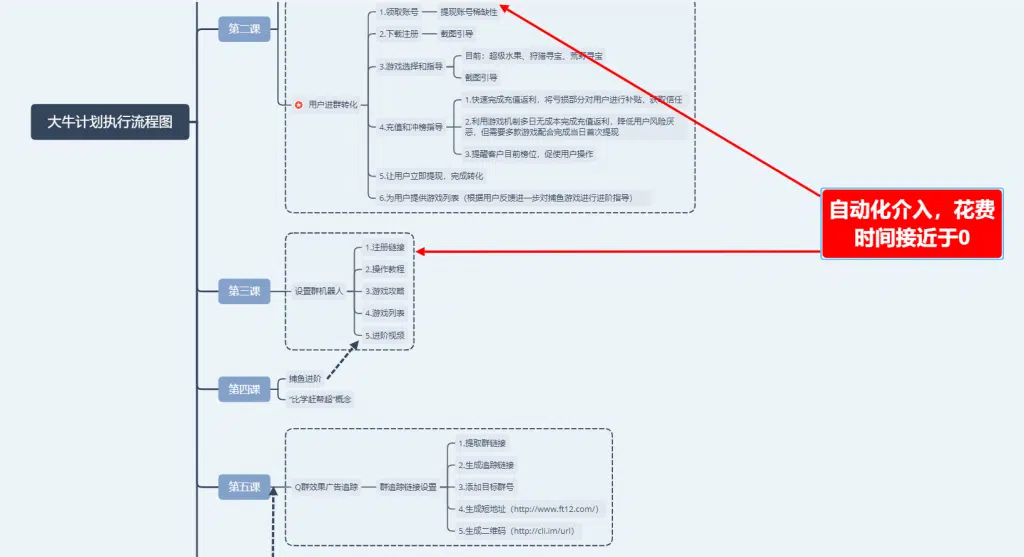 大牛计划执行流程图
第二课
用户进群转化
1.领取账号
提现账号稀缺性
2.下载注册
截图引导
3.游戏选择和指导
目前：超级水果、狩猫寻宝、荒野寻宝
截图引导
4.充值和冲榜指导
1.快速完成充值返利，将亏损部分对用户进行补贴，获取信任
2.利用游戏机制多日无成本完成充值返利，降低用户风险厌
恶，但需要多款游戏配合完成当日首次提现
3.提醒客户目前榜位，促使用户操作
5.让用户立即提现，完成转化
6.为用户提供游戏列表（根据用户反馈进一步对捕鱼游戏进行进阶指导）
自动化介入，花费
时间接近于0
第三课
设置群机器人
1.注册链接
2.操作教程
3.游戏攻略
4.游戏列表
5.进阶视频
第四课
捕鱼进阶
“比学赶帮超”概念
第五课
Q群效果广告追踪
群追踪链接设置
1.提取群链接
2.生成追踪链接
3.添加目标群号
4.生成短地址（http://www.ft12.com/）
5.生成二维码（http://cli.im/url）